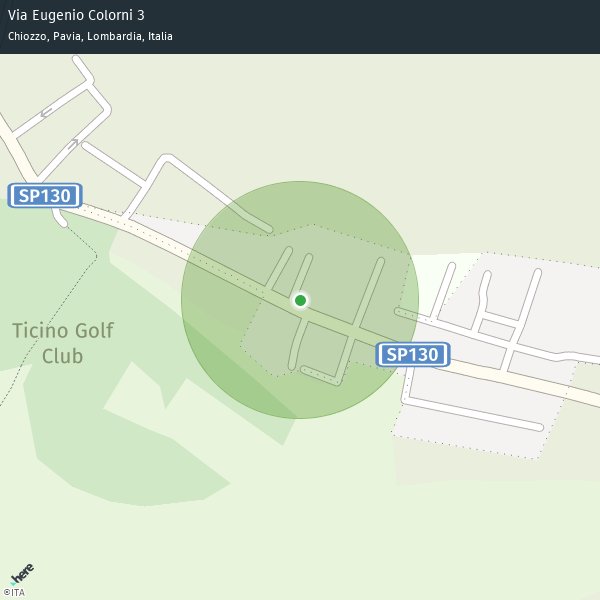 Via Eugenio Colorni 3
Chiozzo, Pavia, Lombardia, Italia
SP130
Ticino Golf
Club
SP130
here
©ITA